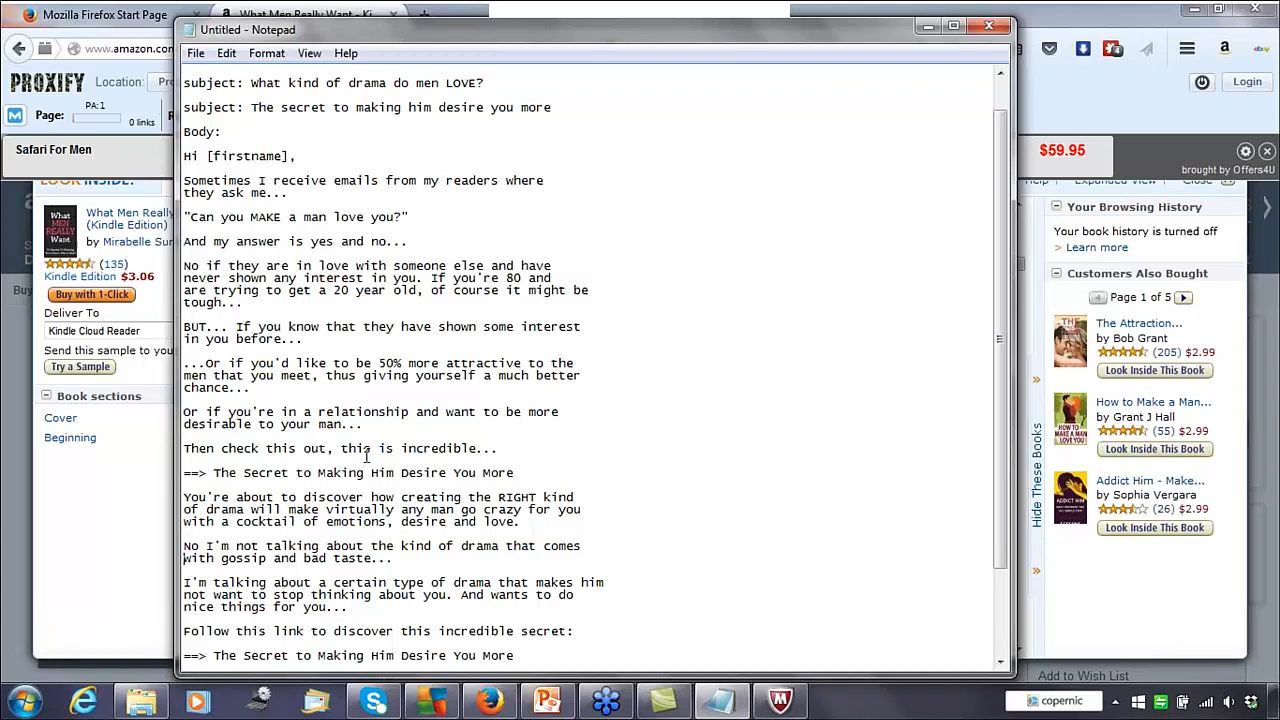 Mozilla Firefox Start Page
What Men Really Want - Ki
www.amazon.com
PROXIFY
Location:
Login
Page:
PA:1
0 links
Safari For Men
$59.95
brought by Offers4U
LOOK INSIDE!
What Men Really
(Kindle Edition)
by Mirabelle Sum
(135)
Kindle Edition $3.06
Buy with 1-Click
Deliver To
Kindle Cloud Reader
Send this sample to you
Try a Sample
Book sections
Cover
Beginning
Untitled - Notepad
File Edit Format View Help
subject: What kind of drama do men LOVE?
subject: The secret to making him desire you more
Body:
Hi [firstname],
Sometimes I receive emails from my readers where
they ask me...
"Can you MAKE a man love you?"
And my answer is yes and no...
No if they are in love with someone else and have
never shown any interest in you. If you're 80 and
are trying to get a 20 year old, of course it might be
tough...
BUT... If you know that they have shown some interest
in you before...
...Or if you'd like to be 50% more attractive to the
men that you meet, thus giving yourself a much better
chance...
Or if you're in a relationship and want to be more
desirable to your man...
Then check this out, this is incredible...
==> The Secret to Making Him Desire You More
You're about to discover how creating the RIGHT kind
of drama will make virtually any man go crazy for you
with a cocktail of emotions, desire and love.
No I'm not talking about the kind of drama that comes
with gossip and bad taste...
I'm talking about a certain type of drama that makes him
not want to stop thinking about you. And wants to do
nice things for you...
Follow this link to discover this incredible secret:
==> The Secret to Making Him Desire You More
Help Expanded View Close
Hide These Books
Your Browsing History
Your book history is turned off
> Learn more
Customers Also Bought
Page 1 of 5
The Attraction...
by Bob Grant
(205) $2.99
Look Inside This Book
How to Make a Man...
by Grant J Hall
(55) $2.99
Look Inside This Book
Addict Him - Make...
by Sophia Vergara
(26) $2.99
Look Inside This Book
Add to Wish List
copernic